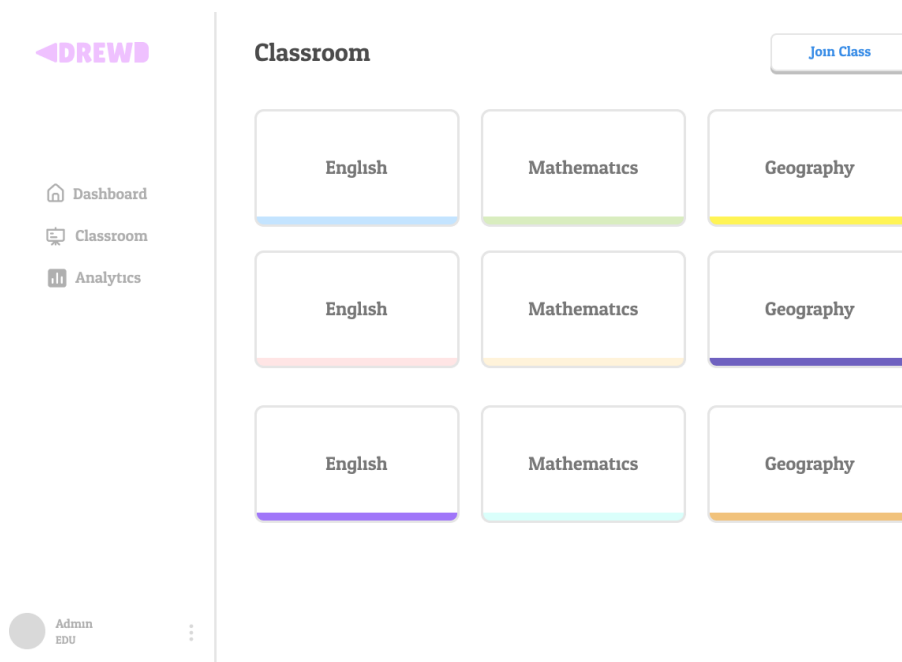 DREWD
Classroom
Join Class
Dashboard
Classroom
Analytics
English
Mathematics
Geography
English
Mathematics
Geography
English
Mathematics
Geography
Admin
EDU